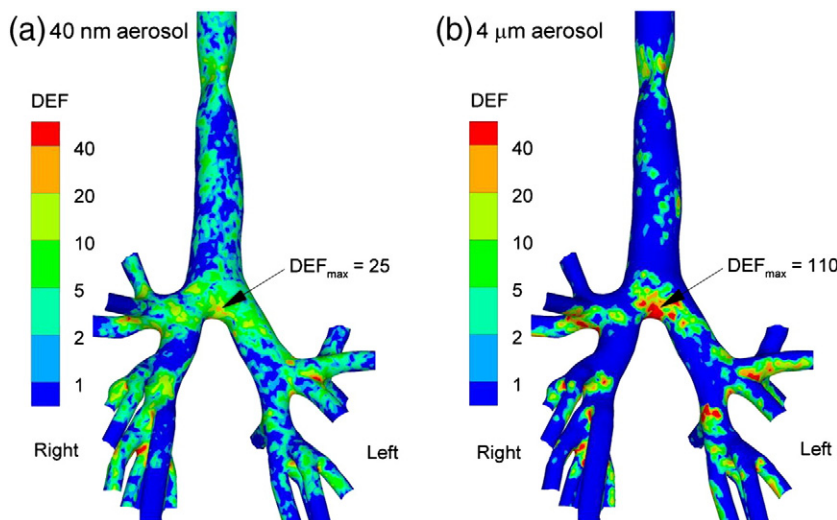 (a) 40 nm aerosol
DEF
40
20
10
5
2
1
DEFmax = 25
Right
Left
(b) 4 μm aerosol
DEF
40
20
10
5
2
1
DEFmax = 110
Right
Left